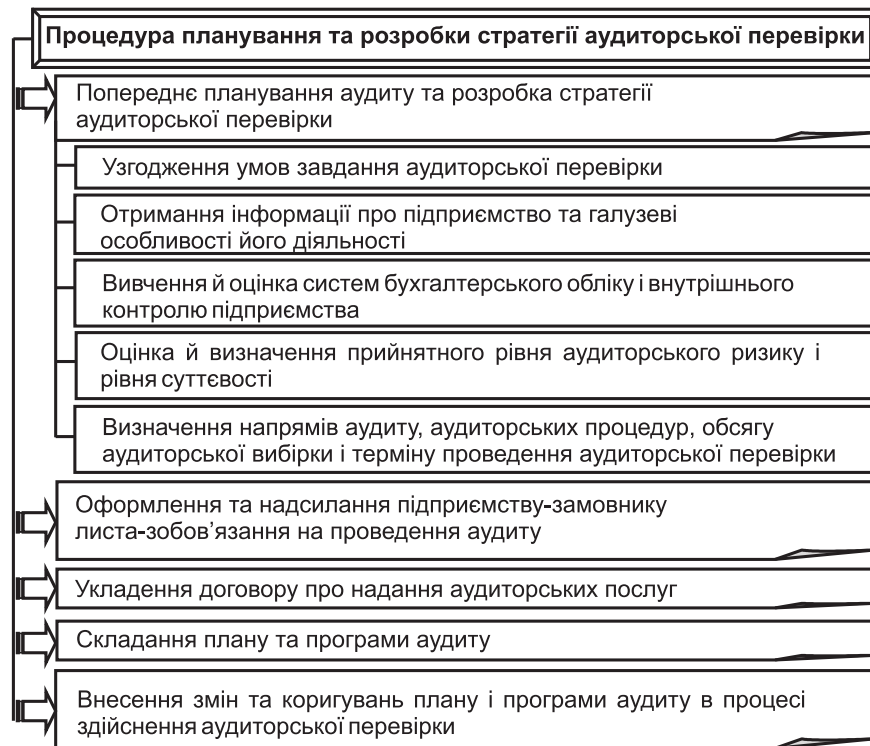 Процедура планування та розробки стратегії аудиторської перевірки
Попереднє планування аудиту та розробка стратегії
аудиторської перевірки
Узгодження умов завдання аудиторської перевірки
Отримання інформації про підприємство та галузеві
особливості його діяльності
Вивчення й оцінка систем бухгалтерського обліку і внутрішнього
контролю підприємства
Оцінка й визначення прийнятного рівня аудиторського ризику і
рівня суттєвості
Визначення напрямів аудиту, аудиторських процедур, обсягу
аудиторської вибірки і терміну проведення аудиторської перевірки
Оформлення та надсилання підприємству-замовнику
листа-зобов’язання на проведення аудиту
Укладення договору про надання аудиторських послуг
Складання плану та програми аудиту
Внесення змін та коригувань плану і програми аудиту в процесі
здійснення аудиторської перевірки